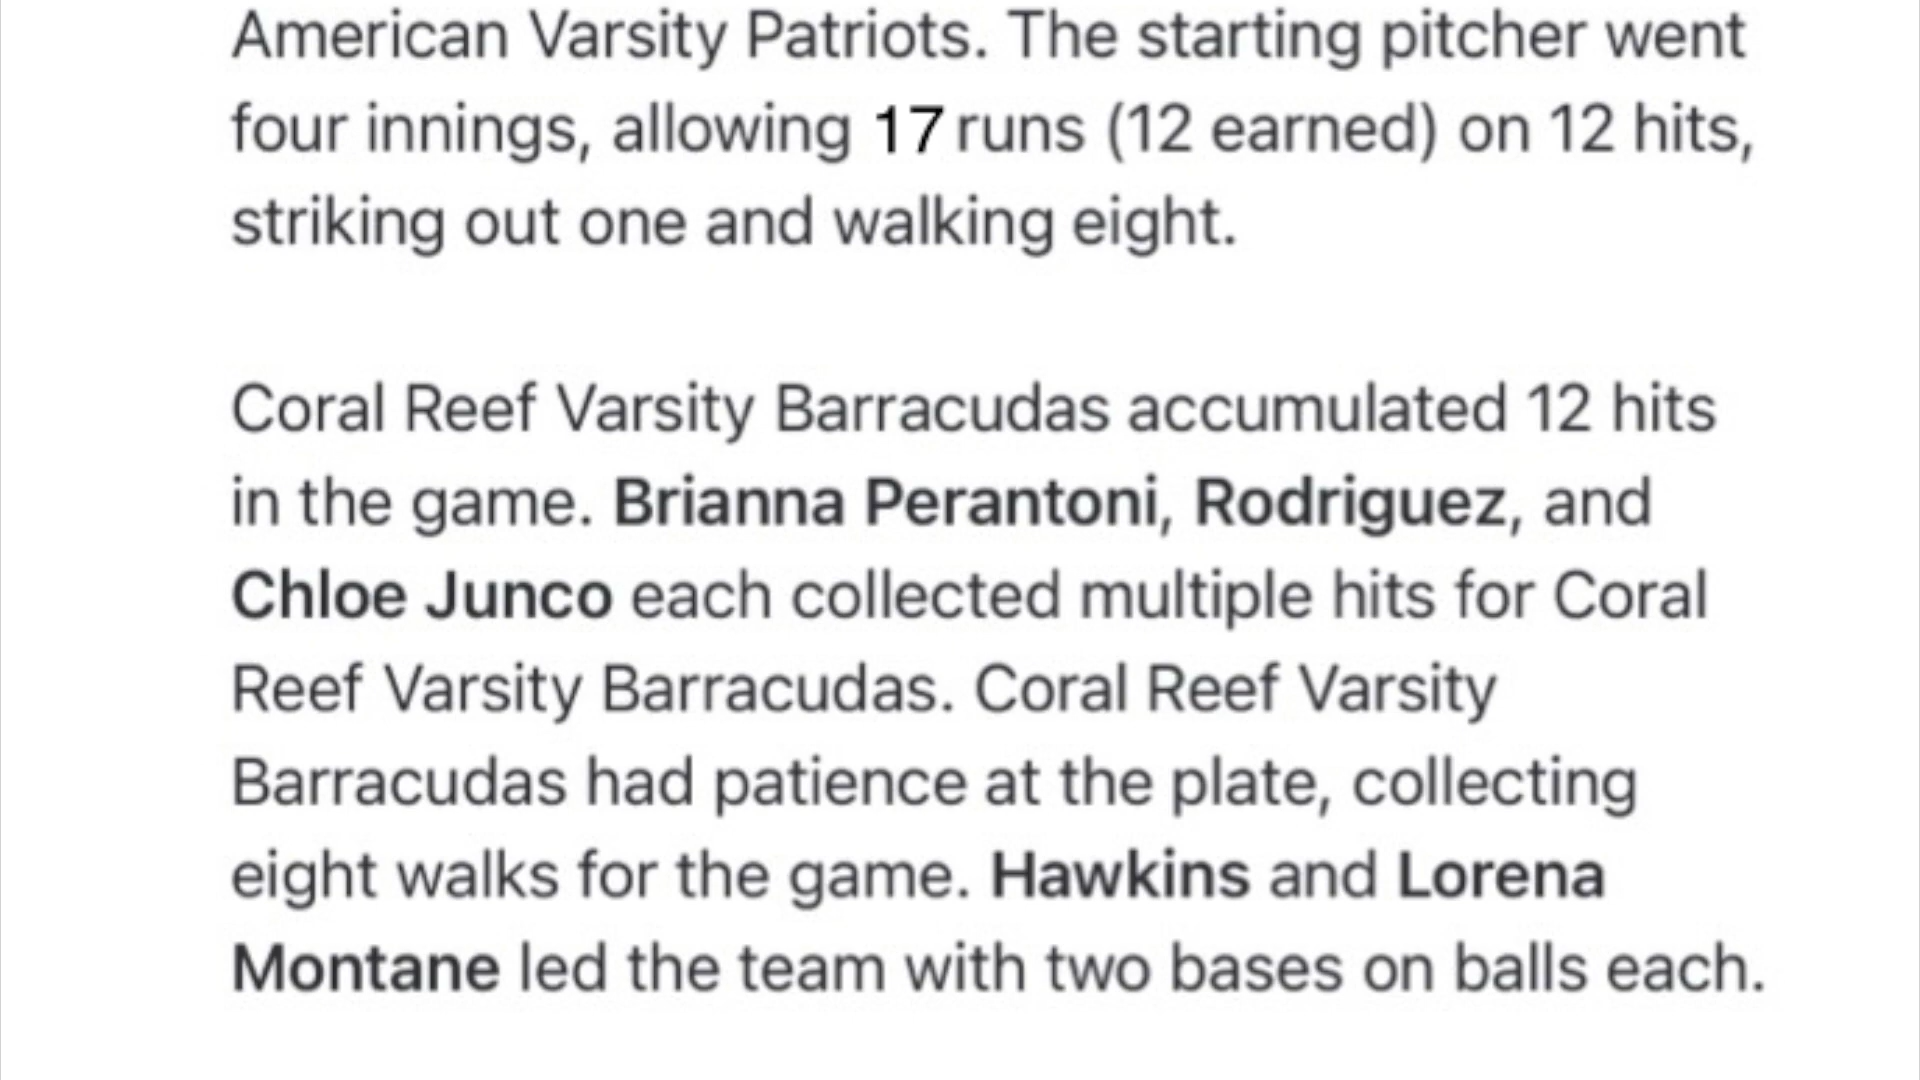 American Varsity Patriots. The starting pitcher went
four innings, allowing 17 runs (12 earned) on 12 hits,
striking out one and walking eight.
Coral Reef Varsity Barracudas accumulated 12 hits
in the game. Brianna Perantoni, Rodriguez, and
Chloe Junco each collected multiple hits for Coral
Reef Varsity Barracudas. Coral Reef Varsity
Barracudas had patience at the plate, collecting
eight walks for the game. Hawkins and Lorena
Montane led the team with two bases on balls each.